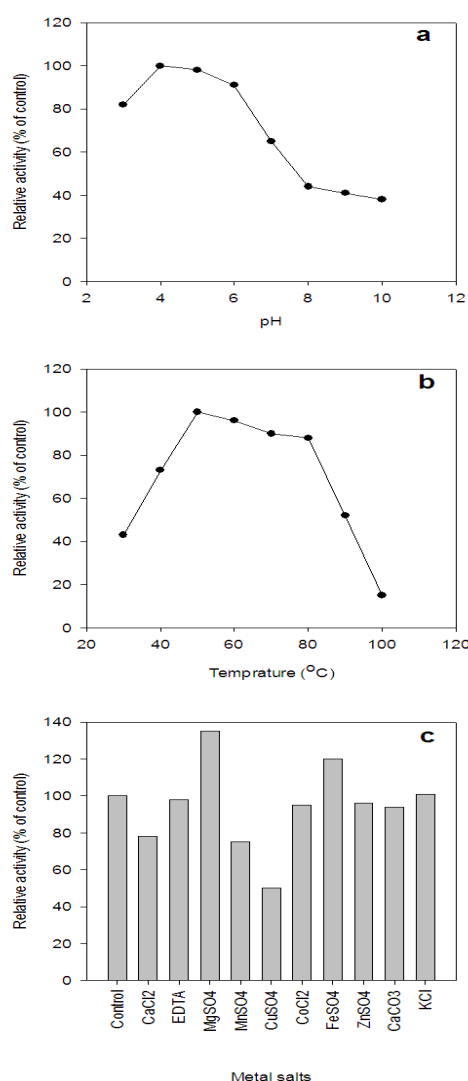 a
Relative activity (% of control)
120
100
80
60
40
20
0
2 4 6 8 10 12
pH
b
Relative activity (% of control)
120
100
80
60
40
20
0
20 40 60 80 100 120
Temprature (ºC)
c
Relative activity (% of control)
140
120
100
80
60
40
20
0
Control CaCl2 EDTA MgSO4 MnSO4 CuSO4 CoCl2 FeSO4 ZnSO4 CaCO3 KCl
Metal salts